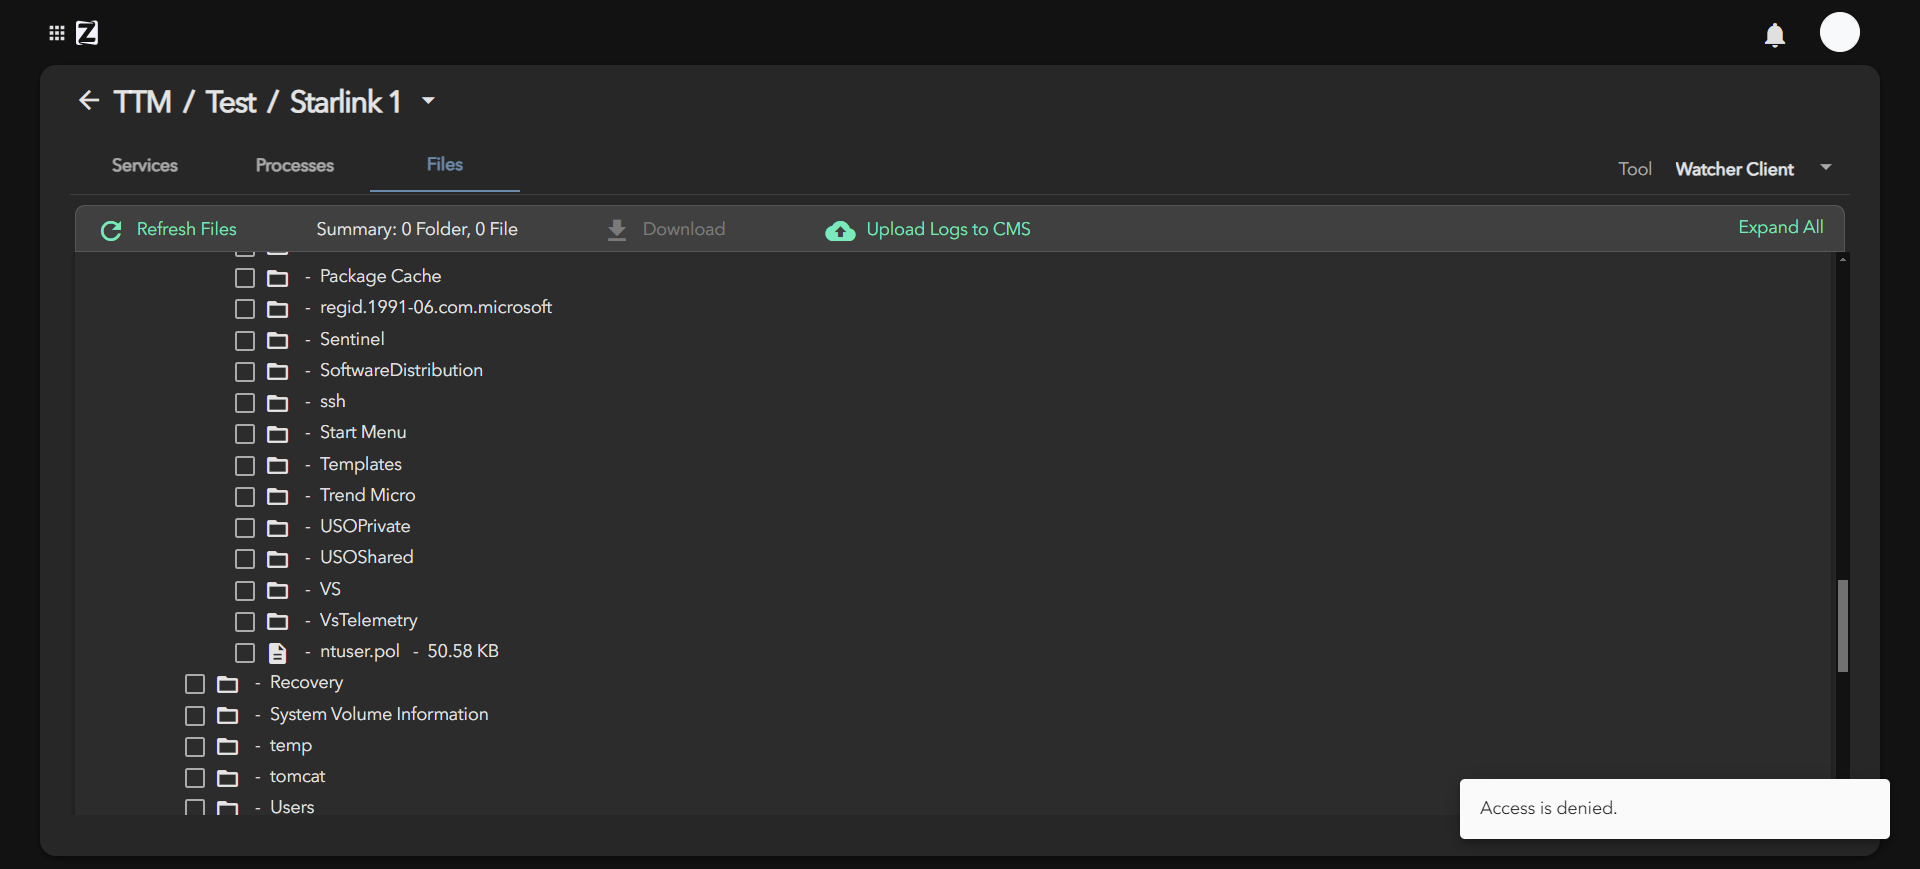 Z
TTM / Test / Starlink 1
Services Processes Files Tool Watcher Client
Refresh Files Summary: 0 Folder, 0 File Download Upload Logs to CMS Expand All
- Package Cache
- regid.1991-06.com.microsoft
- Sentinel
- SoftwareDistribution
- ssh
- Start Menu
- Templates
- Trend Micro
- USOPrivate
- USOShared
- VS
- VsTelemetry
- ntuser.pol - 50.58 KB
- Recovery
- System Volume Information
- temp
- tomcat
- Users
Access is denied.